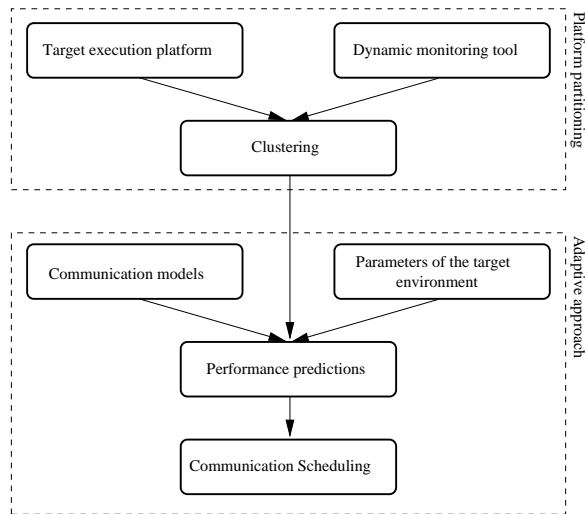 Target execution platform
Dynamic monitoring tool
Clustering
Platform partitioning
Communication models
Parameters of the target
environment
Performance predictions
Communication Scheduling
Adaptive approach